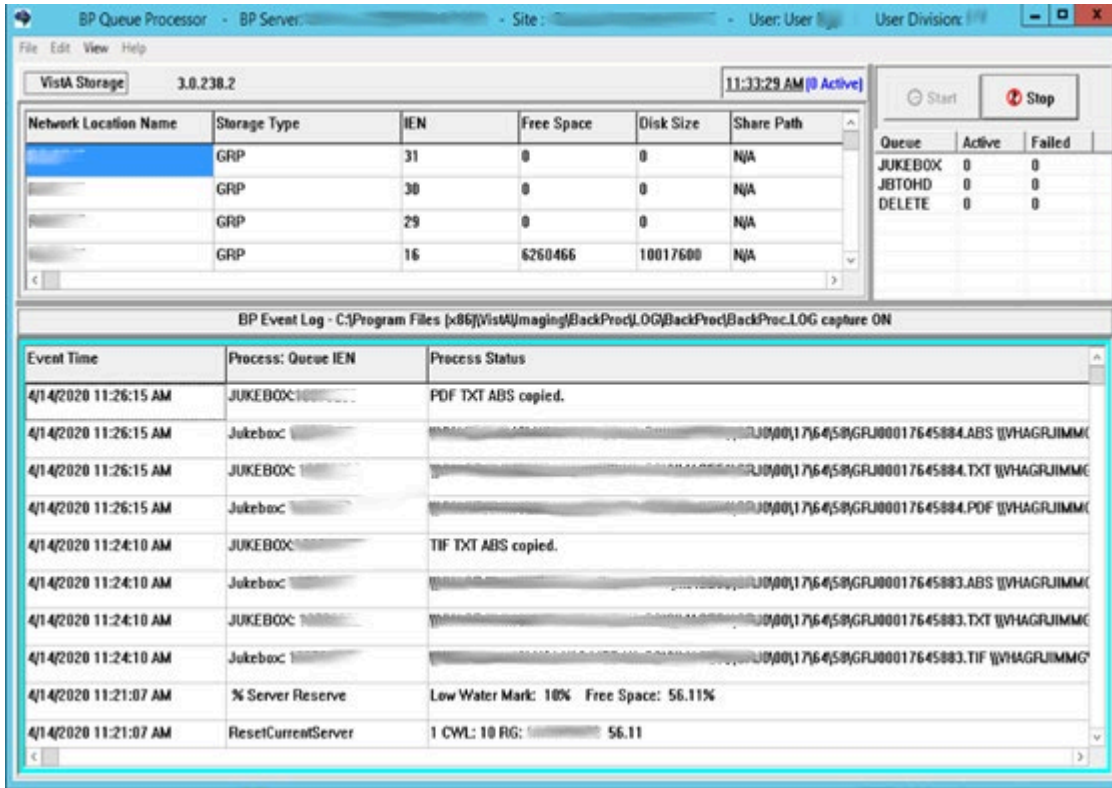 BP Queue Processor - BP Server: - Site : - User: User User Division:
File Edit View Help
VistA Storage 3.0.238.2 11:33:29 AM (0 Active)
Start Stop
Network Location Name Storage Type IEN Free Space Disk Size Share Path
GRP 31 0 0 N/A
GRP 30 0 0 N/A
GRP 29 0 0 N/A
GRP 16 6260466 10017600 N/A
Queue Active Failed
JUKEBOX 0 0
JBTOHD 0 0
DELETE 0 0
BP Event Log - C:\Program Files (x86)\VistA\Imaging\BackProc\LOG\BackProc\BackProc.LOG capture ON
Event Time Process: Queue IEN Process Status
4/14/2020 11:26:15 AM JUKEBOX: PDF TXT ABS copied.
4/14/2020 11:26:15 AM Jukebox: \00\17\64\58\GRJ00017645884.ABS \\VHAGRJIMMG
4/14/2020 11:26:15 AM JUKEBOX: \00\17\64\58\GRJ00017645884.TXT \\VHAGRJIMMG
4/14/2020 11:26:15 AM Jukebox: \00\17\64\58\GRJ00017645884.PDF \\VHAGRJIMMG
4/14/2020 11:24:10 AM JUKEBOX: TIF TXT ABS copied.
4/14/2020 11:24:10 AM Jukebox: \00\17\64\58\GRJ00017645883.ABS \\VHAGRJIMMG
4/14/2020 11:24:10 AM JUKEBOX: \00\17\64\58\GRJ00017645883.TXT \\VHAGRJIMMG
4/14/2020 11:24:10 AM Jukebox: \00\17\64\58\GRJ00017645883.TIF \\VHAGRJIMMG
4/14/2020 11:21:07 AM % Server Reserve Low Water Mark: 10% Free Space: 56.11%
4/14/2020 11:21:07 AM ResetCurrentServer 1 CWL: 10 RG: 56.11